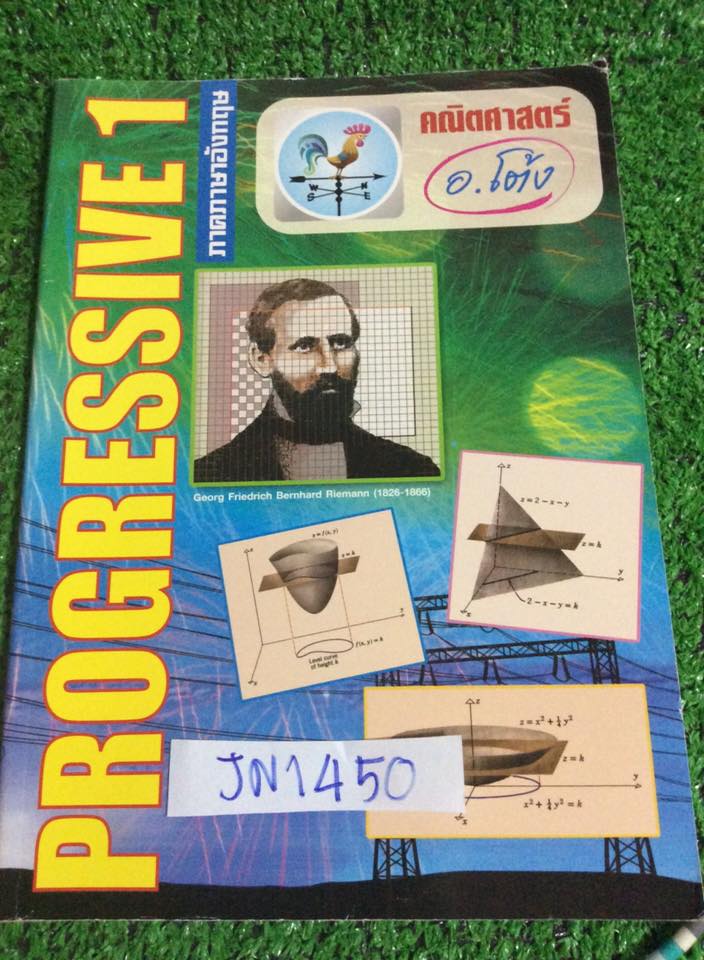 PROGRESSIVE 1
ภาคภาษาอังกฤษ
คณิตศาสตร์
อ.โต้ง
W N
S E
Georg Friedrich Bernhard Riemann (1826-1866)
z
z = f(x, y)
z = k
y
f(x, y) = k
Level curve
of height k
x
z
z = 2 - x - y
z = k
y
2 - x - y = k
x
z
z = x² + ¼y²
z = k
y
x² + ¼y² = k
x
JN1450